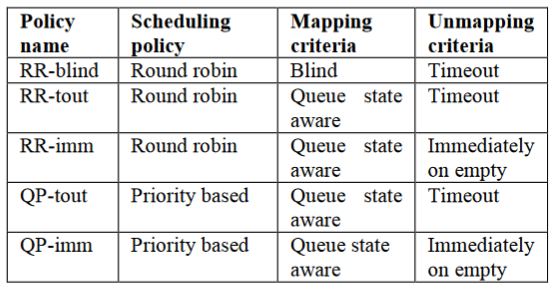 Policy name Scheduling policy Mapping criteria Unmapping criteria
RR-blind Round robin Blind Timeout
RR-tout Round robin Queue state aware Timeout
RR-imm Round robin Queue state aware Immediately on empty
QP-tout Priority based Queue state aware Timeout
QP-imm Priority based Queue state aware Immediately on empty